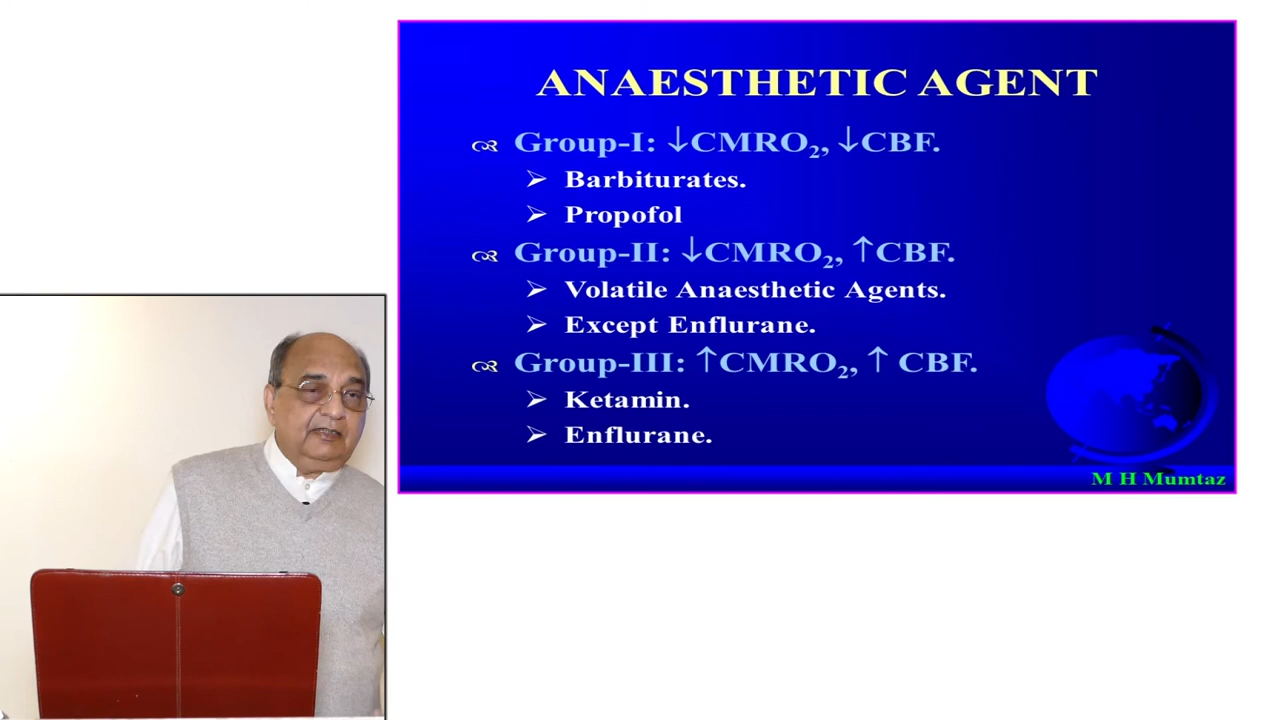 ANAESTHETIC AGENT
Group-I: ↓CMRO₂, ↓CBF.
Barbiturates.
Propofol
Group-II: ↓CMRO₂, ↑CBF.
Volatile Anaesthetic Agents.
Except Enflurane.
Group-III: ↑CMRO₂, ↑ CBF.
Ketamin.
Enflurane.
M H Mumtaz